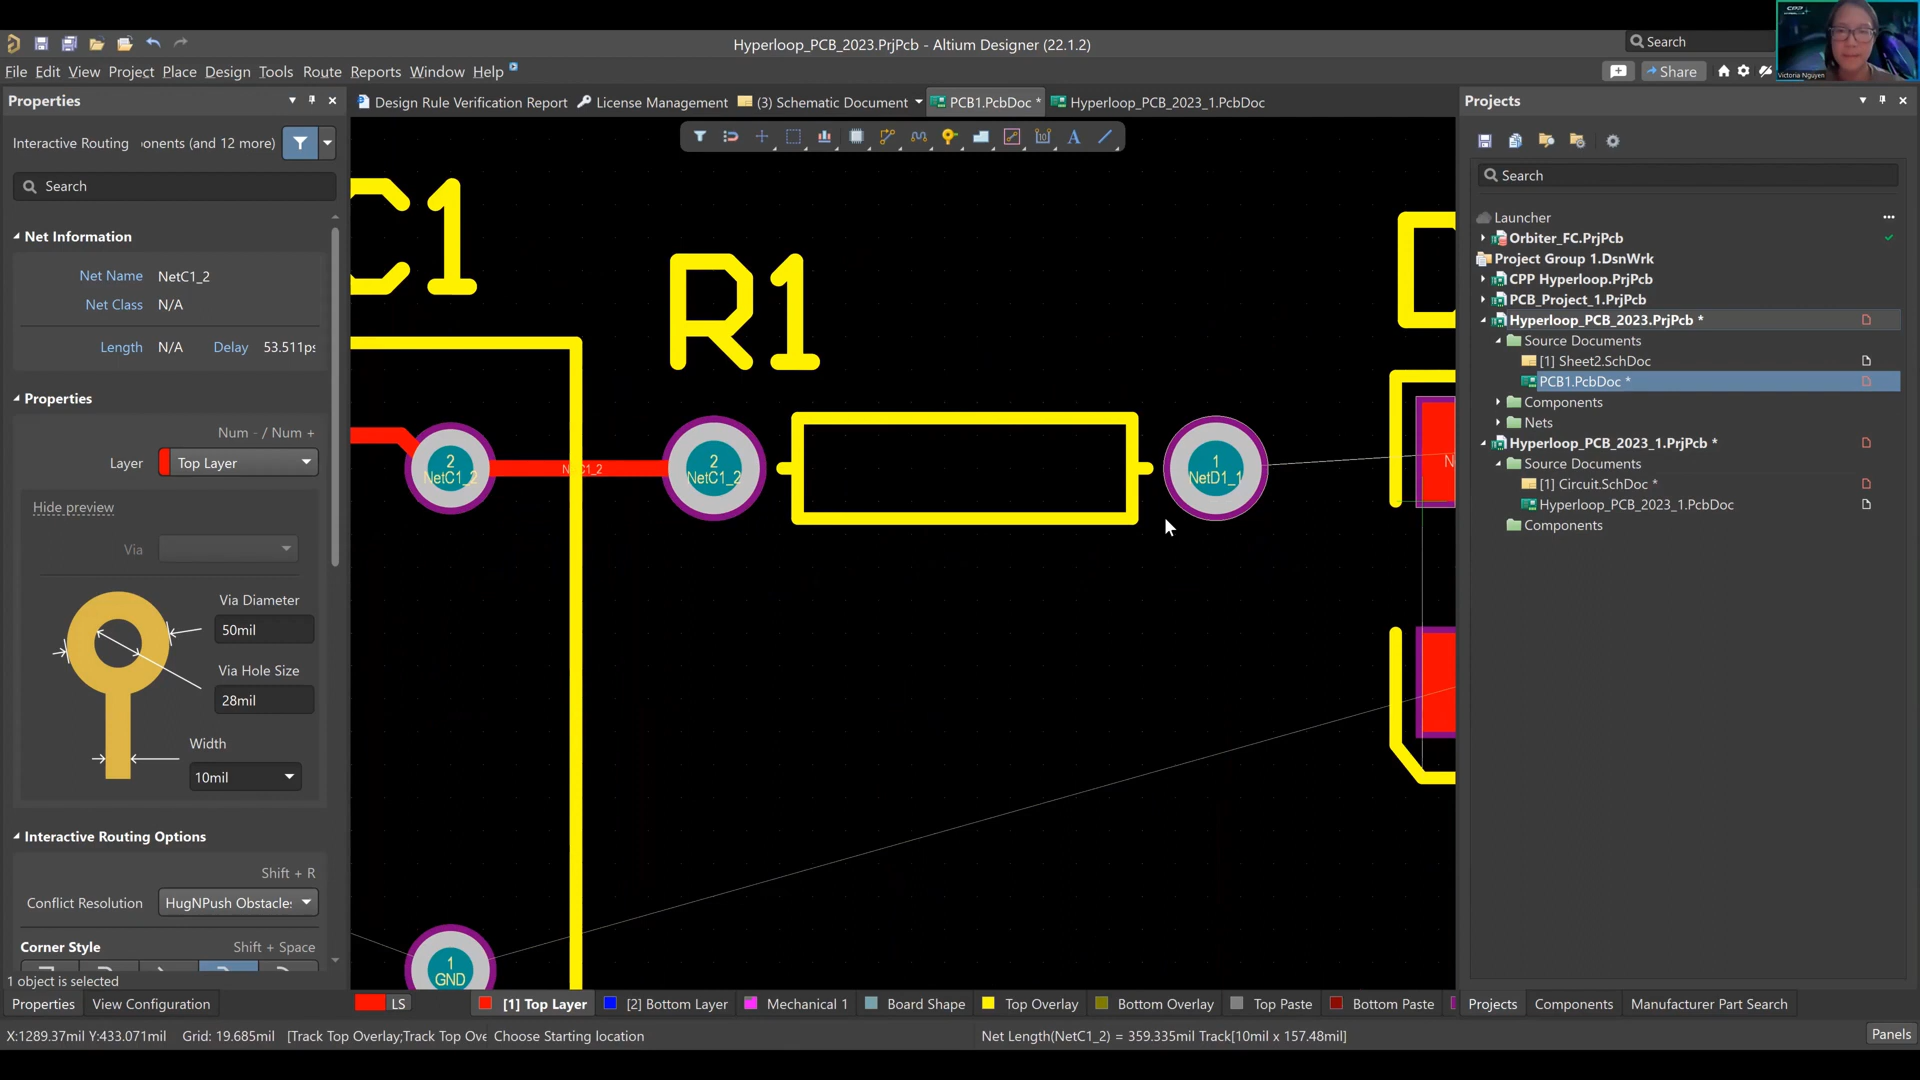 Hyperloop_PCB_2023.PrjPcb - Altium Designer (22.1.2)
Search
CPP
Victoria Nguyen
File Edit View Project Place Design Tools Route Reports Window Help
Share
Properties
Design Rule Verification Report
License Management
(3) Schematic Document
PCB1.PcbDoc *
Hyperloop_PCB_2023_1.PcbDoc
Projects
Interactive Routing
onents (and 12 more)
Search
Search
Net Information
Net Name NetC1_2
Net Class N/A
Length N/A Delay 53.511ps
Properties
Num - / Num +
Layer Top Layer
Hide preview
Via
Via Diameter
50mil
Via Hole Size
28mil
Width
10mil
Interactive Routing Options
Shift + R
Conflict Resolution HugNPush Obstacles
Corner Style Shift + Space
1 object is selected
Properties View Configuration
C1
R1
2
NetC1_2
NetC1_2
2
NetC1_2
1
NetD1_1
N
1
GND
Launcher
Orbiter_FC.PrjPcb
Project Group 1.DsnWrk
CPP Hyperloop.PrjPcb
PCB_Project_1.PrjPcb
Hyperloop_PCB_2023.PrjPcb *
Source Documents
[1] Sheet2.SchDoc
PCB1.PcbDoc *
Components
Nets
Hyperloop_PCB_2023_1.PrjPcb *
Source Documents
[1] Circuit.SchDoc *
Hyperloop_PCB_2023_1.PcbDoc
Components
LS
[1] Top Layer
[2] Bottom Layer
Mechanical 1
Board Shape
Top Overlay
Bottom Overlay
Top Paste
Bottom Paste
Projects Components Manufacturer Part Search
X:1289.37mil Y:433.071mil Grid: 19.685mil [Track Top Overlay;Track Top Ove Choose Starting location
Net Length(NetC1_2) = 359.335mil Track[10mil x 157.48mil]
Panels